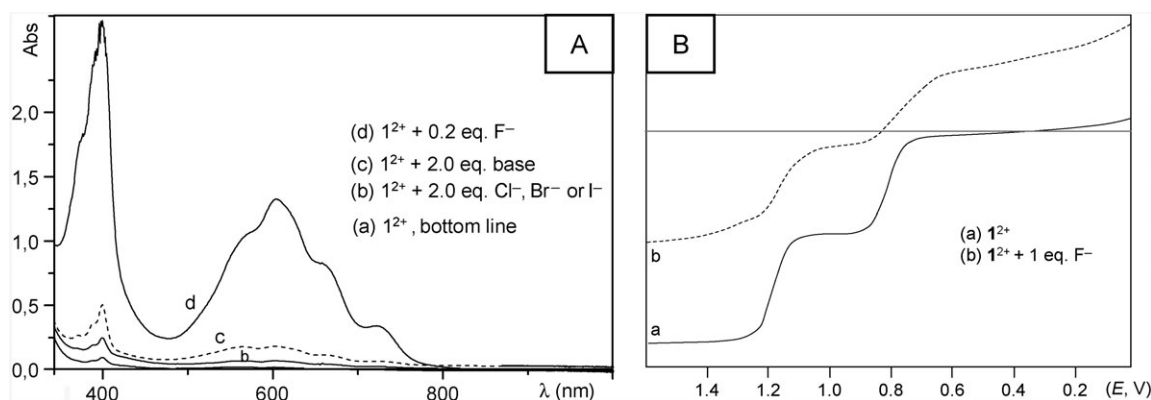 A
Abs
2,0
1,5
1,0
0,5
0,0
(d) 1²⁺ + 0.2 eq. F⁻
(c) 1²⁺ + 2.0 eq. base
(b) 1²⁺ + 2.0 eq. Cl⁻, Br⁻ or I⁻
(a) 1²⁺ , bottom line
d
c
b
400
600
800
λ (nm)
B
(a) 1²⁺
(b) 1²⁺ + 1 eq. F⁻
b
a
1.4
1.2
1.0
0.8
0.6
0.4
0.2
(E, V)